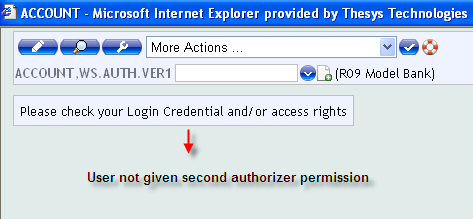 ACCOUNT - Microsoft Internet Explorer provided by Thesys Technologies
More Actions ...
ACCOUNT,WS.AUTH.VER1 (R09 Model Bank)
Please check your Login Credential and/or access rights
User not given second authorizer permission